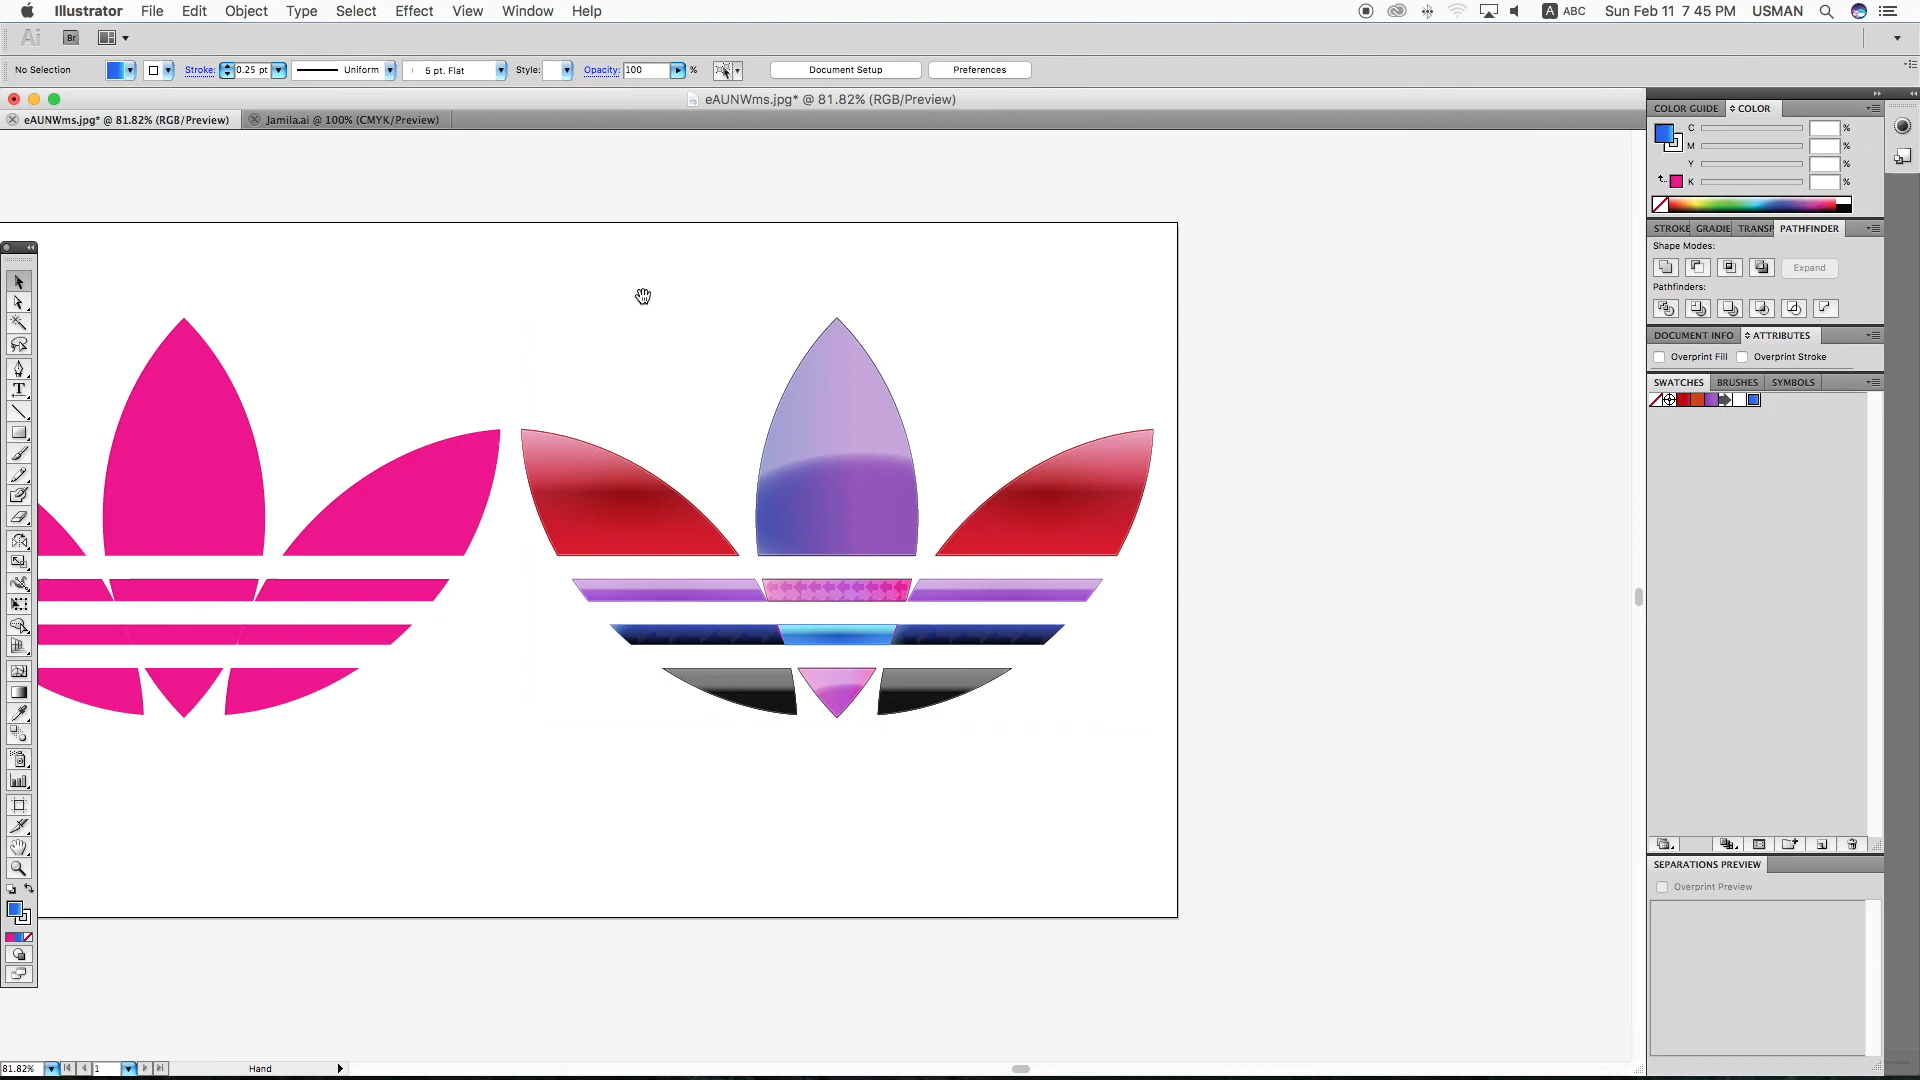 Illustrator File Edit Object Type Select Effect View Window Help ABC Sun Feb 11 7 45 PM USMAN
Ai Br
No Selection Stroke: 0.25 pt Uniform 5 pt. Flat Style: Opacity: 100 % Document Setup Preferences
eAUNWms.jpg* @ 81.82% (RGB/Preview)
eAUNWms.jpg* @ 81.82% (RGB/Preview) Jamila.ai @ 100% (CMYK/Preview)
COLOR GUIDE COLOR
C %
M %
Y %
K %
STROKE GRADIE TRANSP PATHFINDER
Shape Modes:
Expand
Pathfinders:
DOCUMENT INFO ATTRIBUTES
Overprint Fill Overprint Stroke
SWATCHES BRUSHES SYMBOLS
SEPARATIONS PREVIEW
Overprint Preview
81.82% 1 Hand